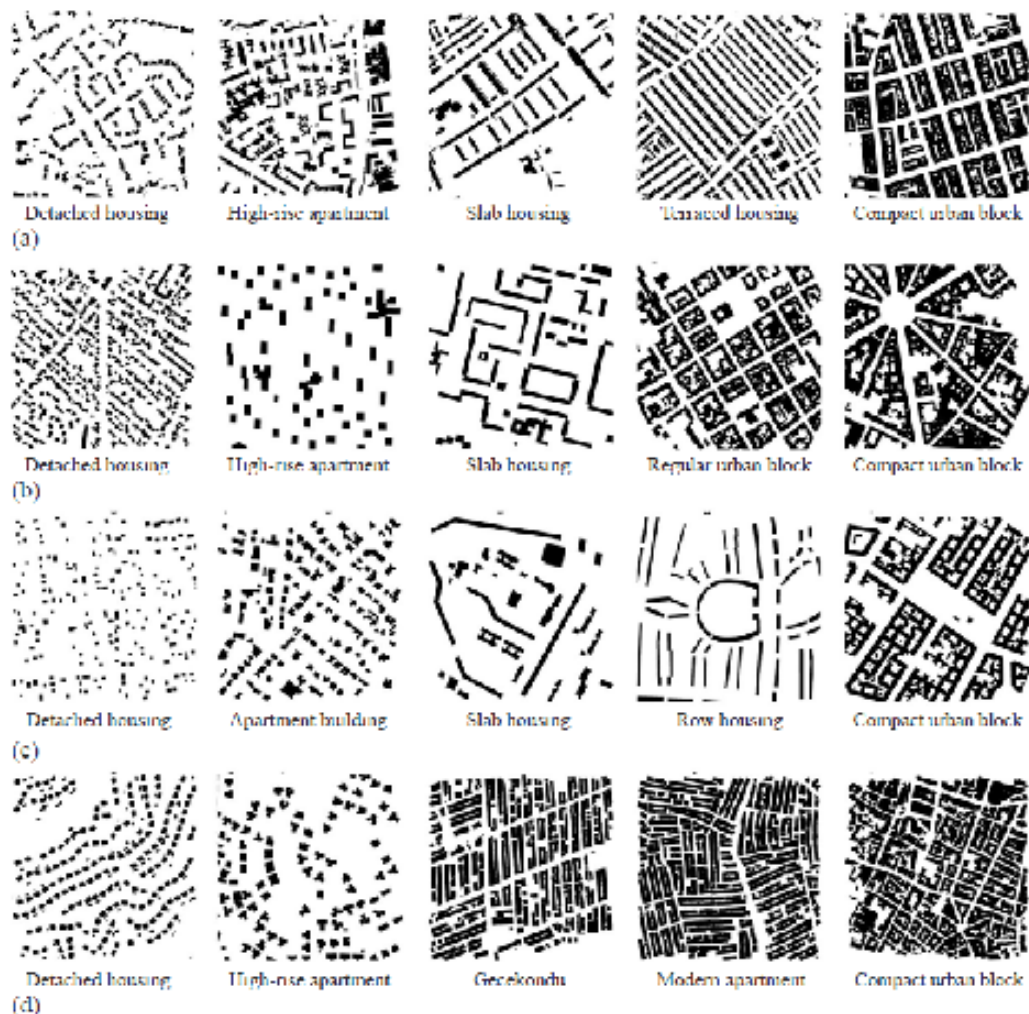 Detached housing High-rise apartment Slab housing Terraced housing Compact urban block
(a)
Detached housing High-rise apartment Slab housing Regular urban block Compact urban block
(b)
Detached housing Apartment building Slab housing Row housing Compact urban block
(c)
Detached housing High-rise apartment Gecekondu Modern apartment Compact urban block
(d)